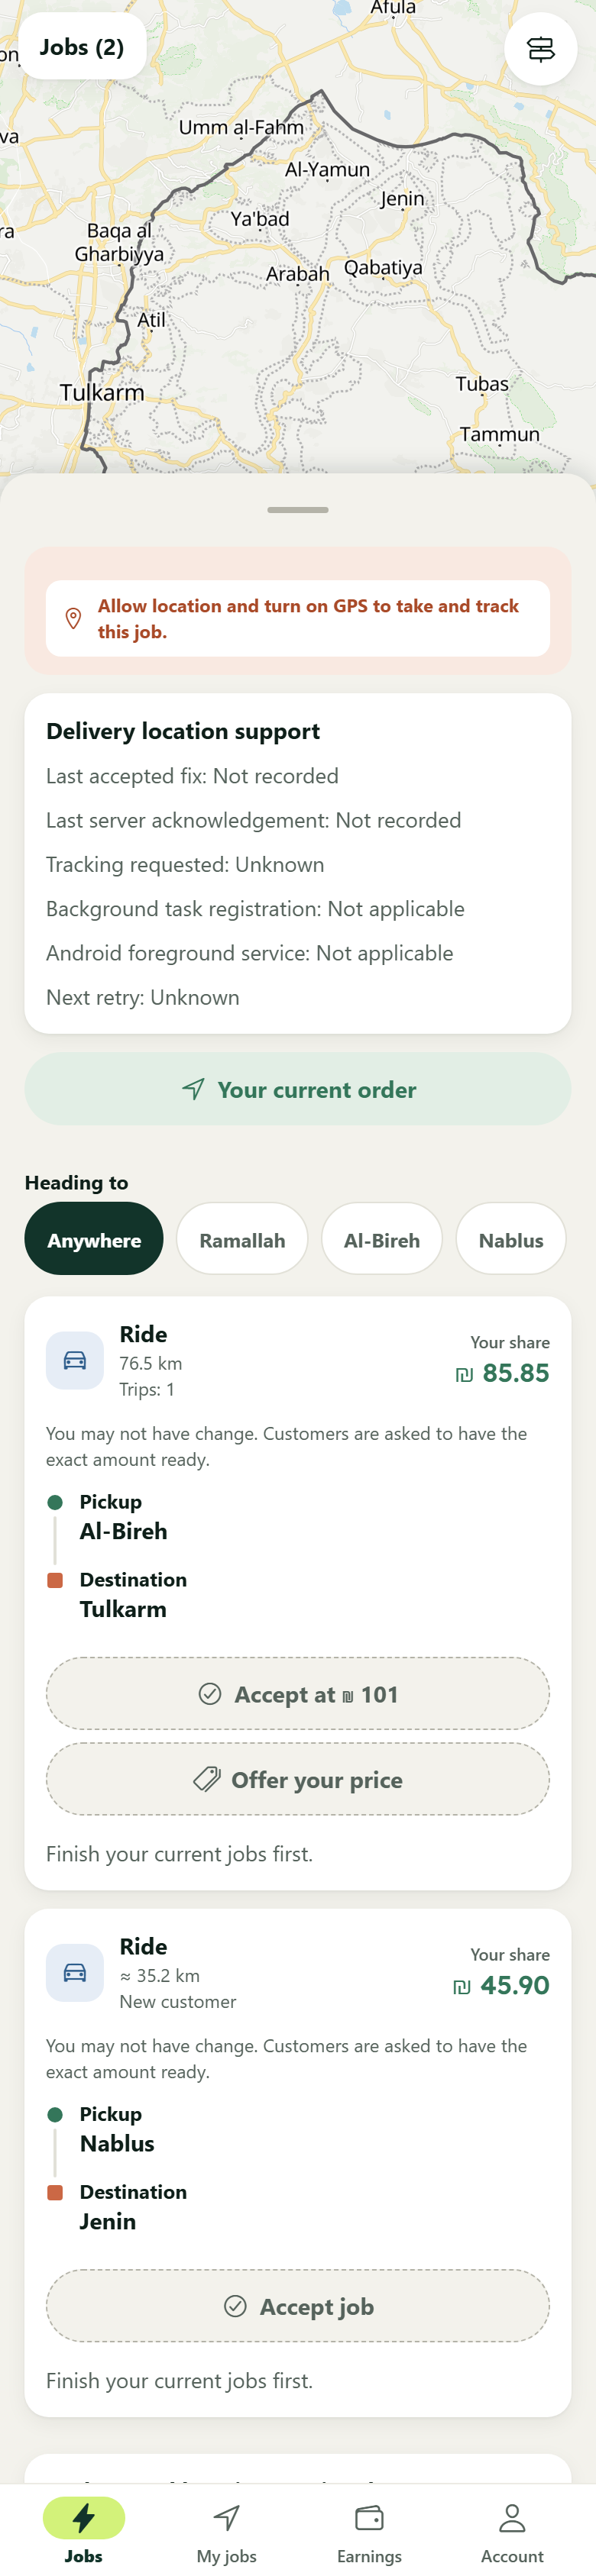 Afula
Jobs (2)
on
va
Umm al-Fahm
Al-Yamun
Jenin
Ya'bad
ra
Baqa al
Gharbiyya
Arabah
Qabatiya
Atil
Tulkarm
Tubas
Tammun
Allow location and turn on GPS to take and track
this job.
Delivery location support
Last accepted fix: Not recorded
Last server acknowledgement: Not recorded
Tracking requested: Unknown
Background task registration: Not applicable
Android foreground service: Not applicable
Next retry: Unknown
Your current order
Heading to
Anywhere
Ramallah
Al-Bireh
Nablus
Ride
76.5 km
Trips: 1
Your share
₪ 85.85
You may not have change. Customers are asked to have the
exact amount ready.
Pickup
Al-Bireh
Destination
Tulkarm
Accept at ₪ 101
Offer your price
Finish your current jobs first.
Ride
≈ 35.2 km
New customer
Your share
₪ 45.90
You may not have change. Customers are asked to have the
exact amount ready.
Pickup
Nablus
Destination
Jenin
Accept job
Finish your current jobs first.
Jobs
My jobs
Earnings
Account